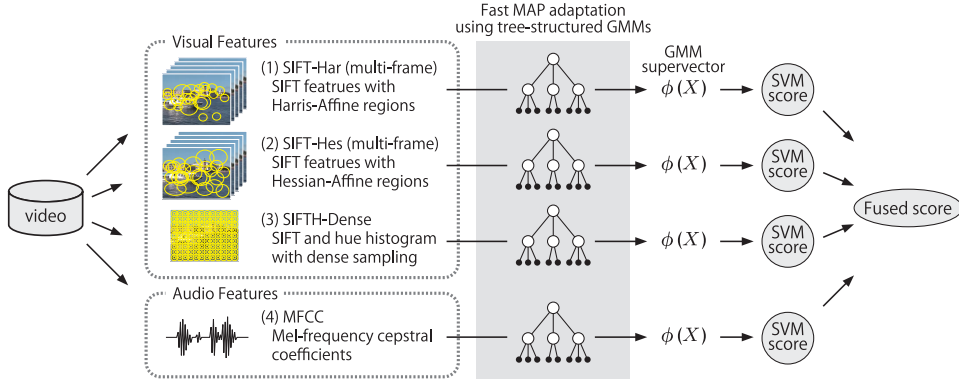 Fast MAP adaptation
using tree-structured GMMs
Visual Features
(1) SIFT-Har (multi-frame)
SIFT featrues with
Harris-Affine regions
GMM
supervector
ϕ(X)
SVM
score
(2) SIFT-Hes (multi-frame)
SIFT featrues with
Hessian-Affine regions
ϕ(X)
SVM
score
video
Fused score
(3) SIFTH-Dense
SIFT and hue histogram
with dense sampling
ϕ(X)
SVM
score
Audio Features
(4) MFCC
Mel-frequency cepstral
coefficients
ϕ(X)
SVM
score